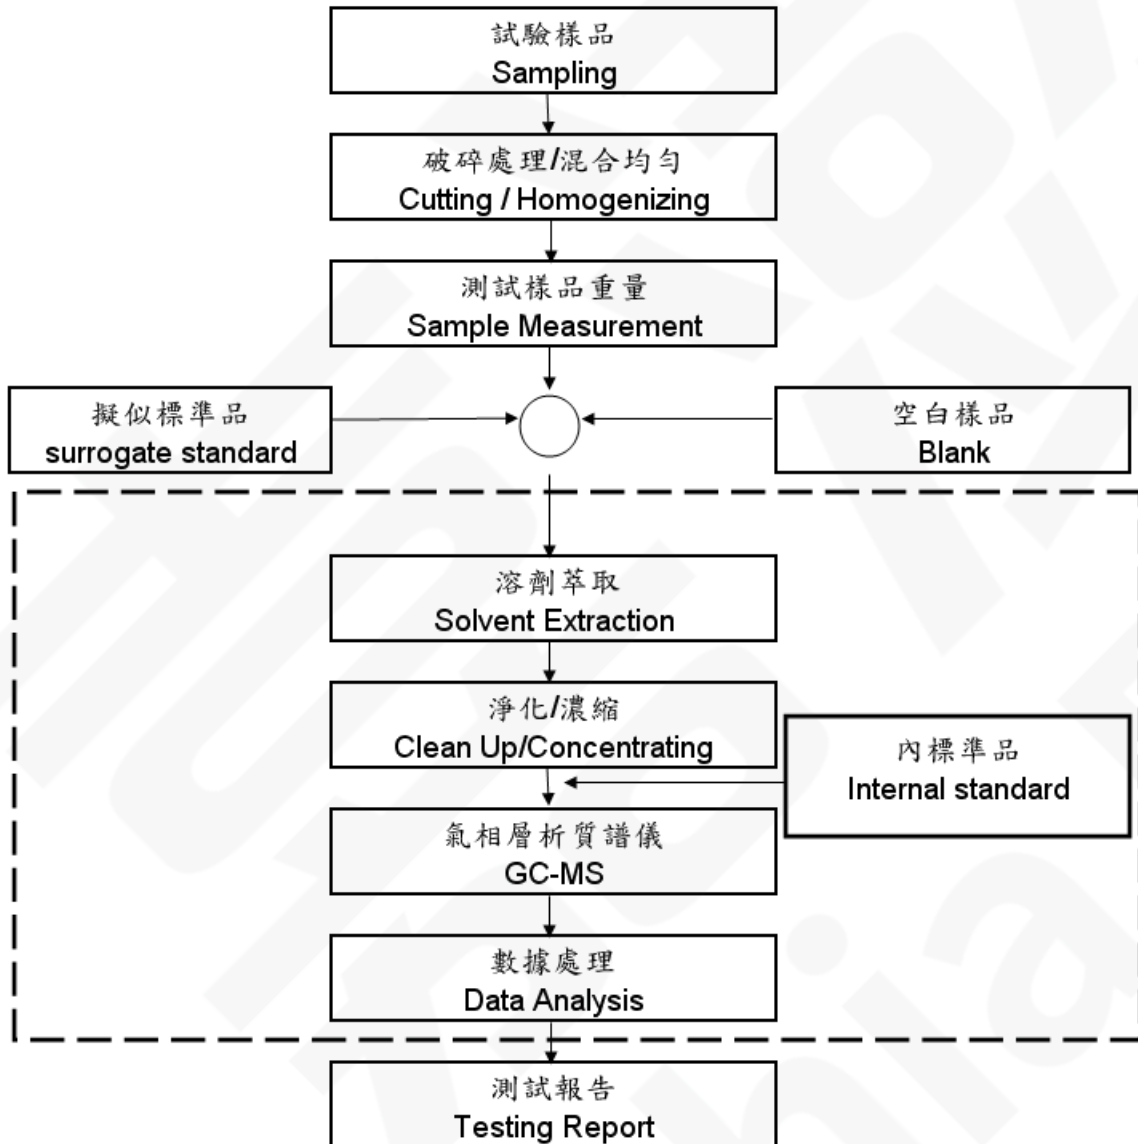 試驗樣品
Sampling
破碎處理/混合均勻
Cutting / Homogenizing
測試樣品重量
Sample Measurement
擬似標準品
surrogate standard
空白樣品
Blank
溶劑萃取
Solvent Extraction
淨化/濃縮
Clean Up/Concentrating
內標準品
Internal standard
氣相層析質譜儀
GC-MS
數據處理
Data Analysis
測試報告
Testing Report